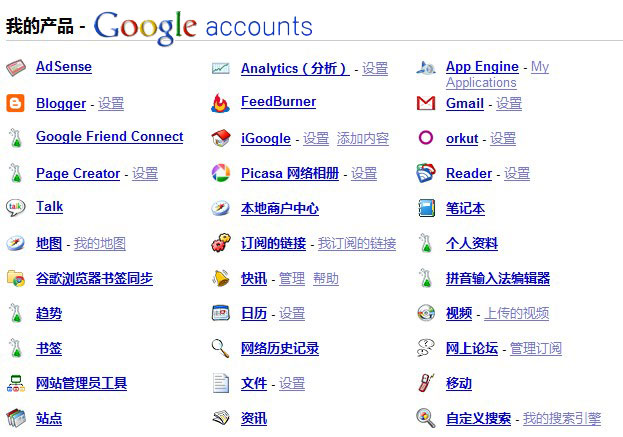 我的产品 - Google accounts
AdSense Analytics（分析） - 设置 App Engine - My
Applications
Blogger - 设置 FeedBurner Gmail - 设置
Google Friend Connect iGoogle - 设置 添加内容 orkut - 设置
Page Creator - 设置 Picasa 网络相册 - 设置 Reader - 设置
talk Talk 本地商户中心 笔记本
地图 - 我的地图 订阅的链接 - 我订阅的链接 个人资料
谷歌浏览器书签同步 快讯 - 管理 帮助 拼音输入法编辑器
趋势 日历 - 设置 视频 - 上传的视频
书签 网络历史记录 网上论坛 - 管理订阅
网站管理员工具 文件 - 设置 移动
站点 资讯 自定义搜索 - 我的搜索引擎